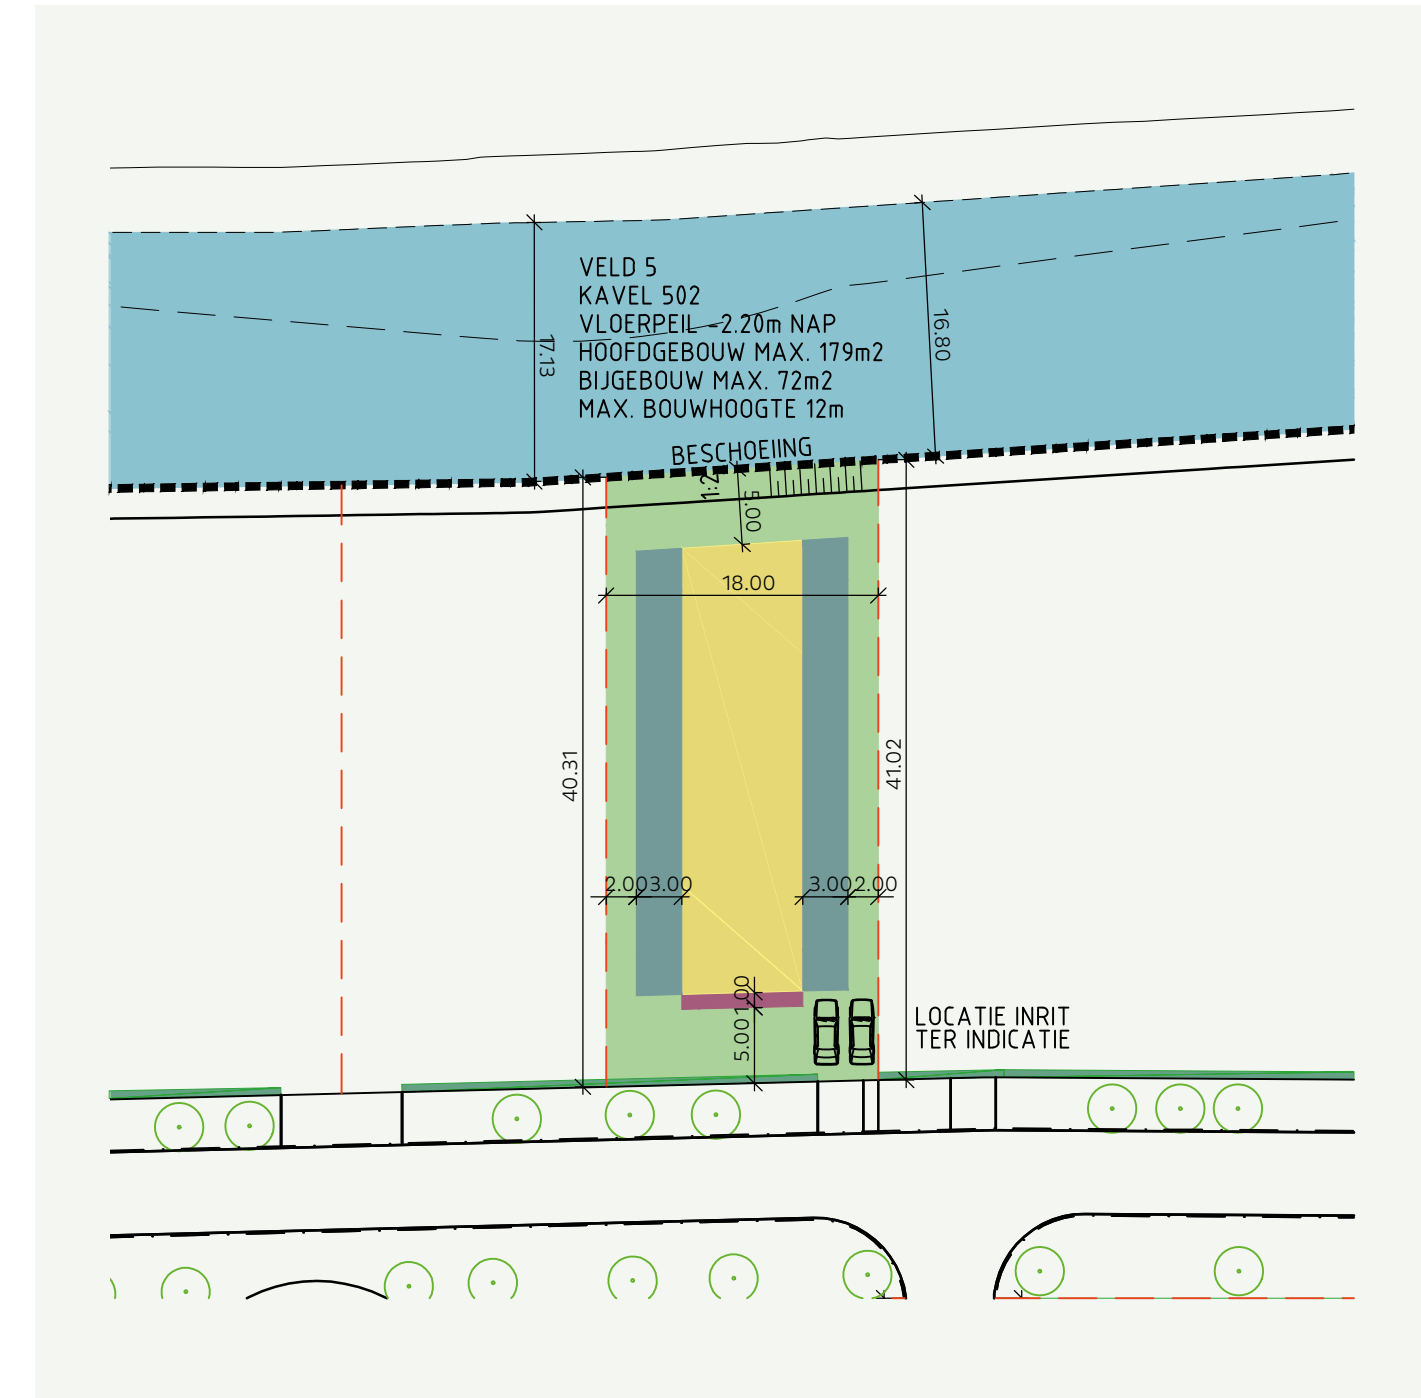 VELD 5
KAVEL 502
VLOERPEIL -2.20m NAP
HOOFDGEBOUW MAX. 179m2
BIJGEBOUW MAX. 72m2
MAX. BOUWHOOGTE 12m
17.13
16.80
BESCHOEIING
5.00
18.00
40.31
41.02
2.00 3.00
3.00 2.00
1.00
5.00
LOCATIE INRIT
TER INDICATIE